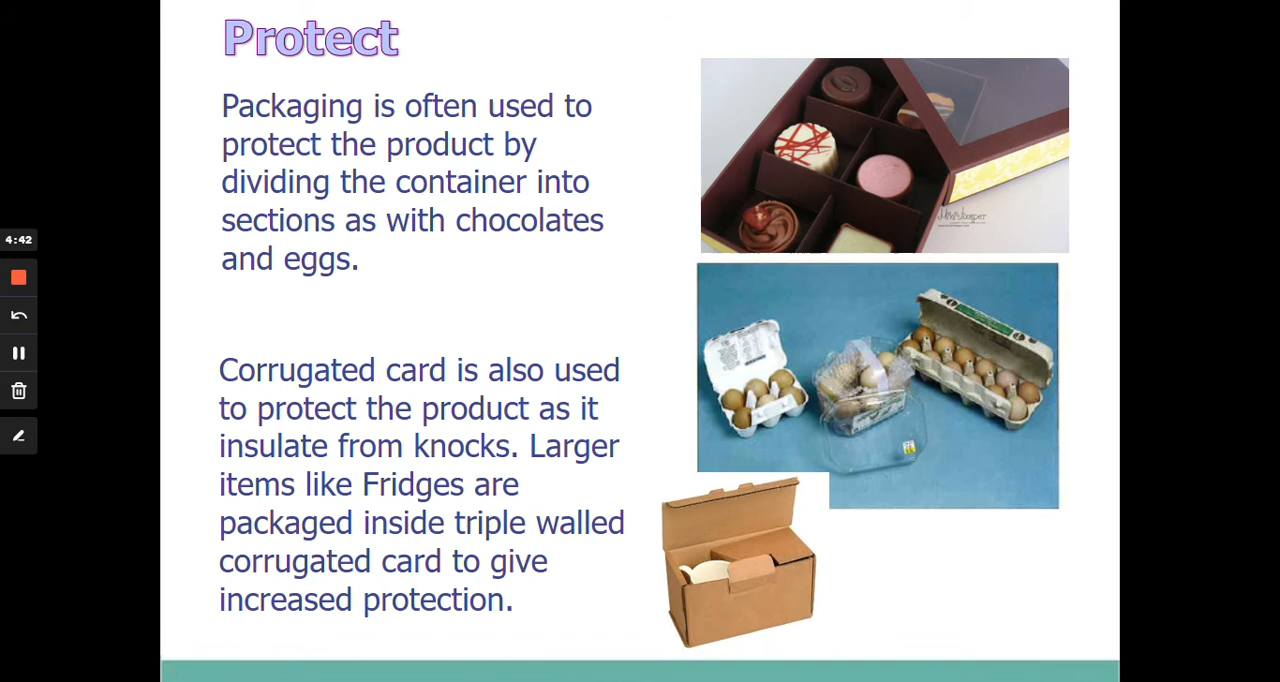 Protect
Packaging is often used to
protect the product by
dividing the container into
sections as with chocolates
and eggs.
4:42
Corrugated card is also used
to protect the product as it
insulate from knocks. Larger
items like Fridges are
packaged inside triple walled
corrugated card to give
increased protection.